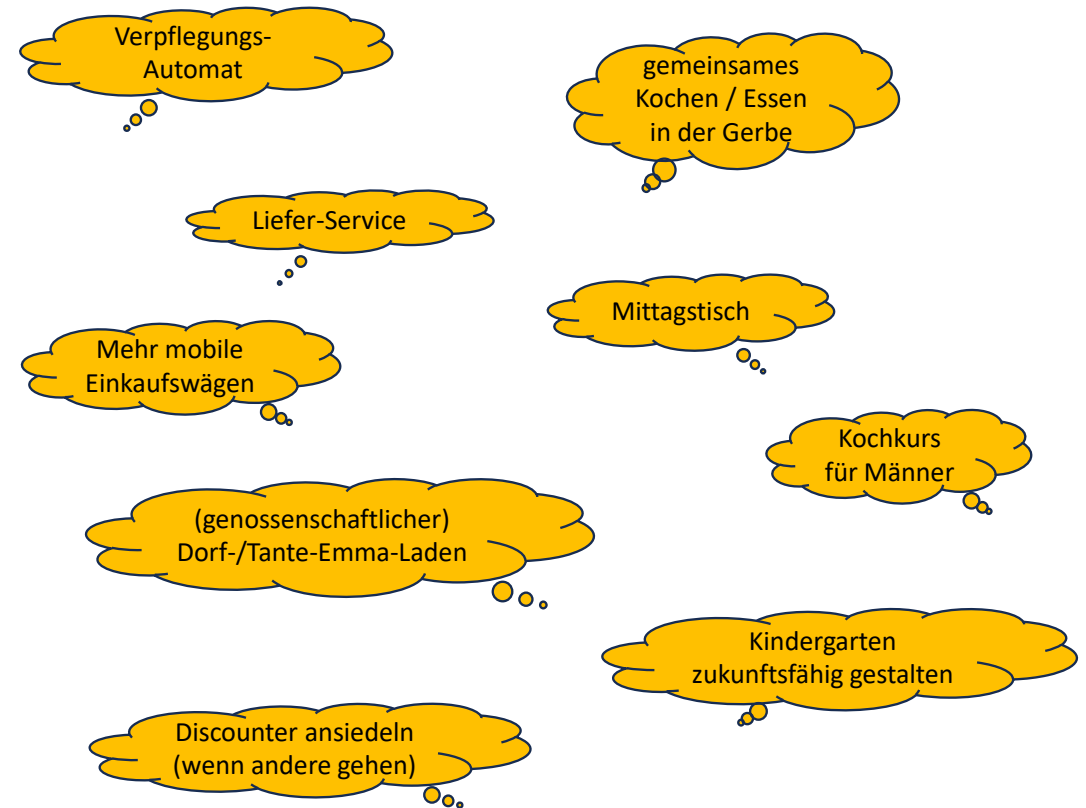 Verpflegungs-
Automat
gemeinsames
Kochen / Essen
in der Gerbe
Liefer-Service
Mittagstisch
Mehr mobile
Einkaufswägen
Kochkurs
für Männer
(genossenschaftlicher)
Dorf-/Tante-Emma-Laden
Kindergarten
zukunftsfähig gestalten
Discounter ansiedeln
(wenn andere gehen)